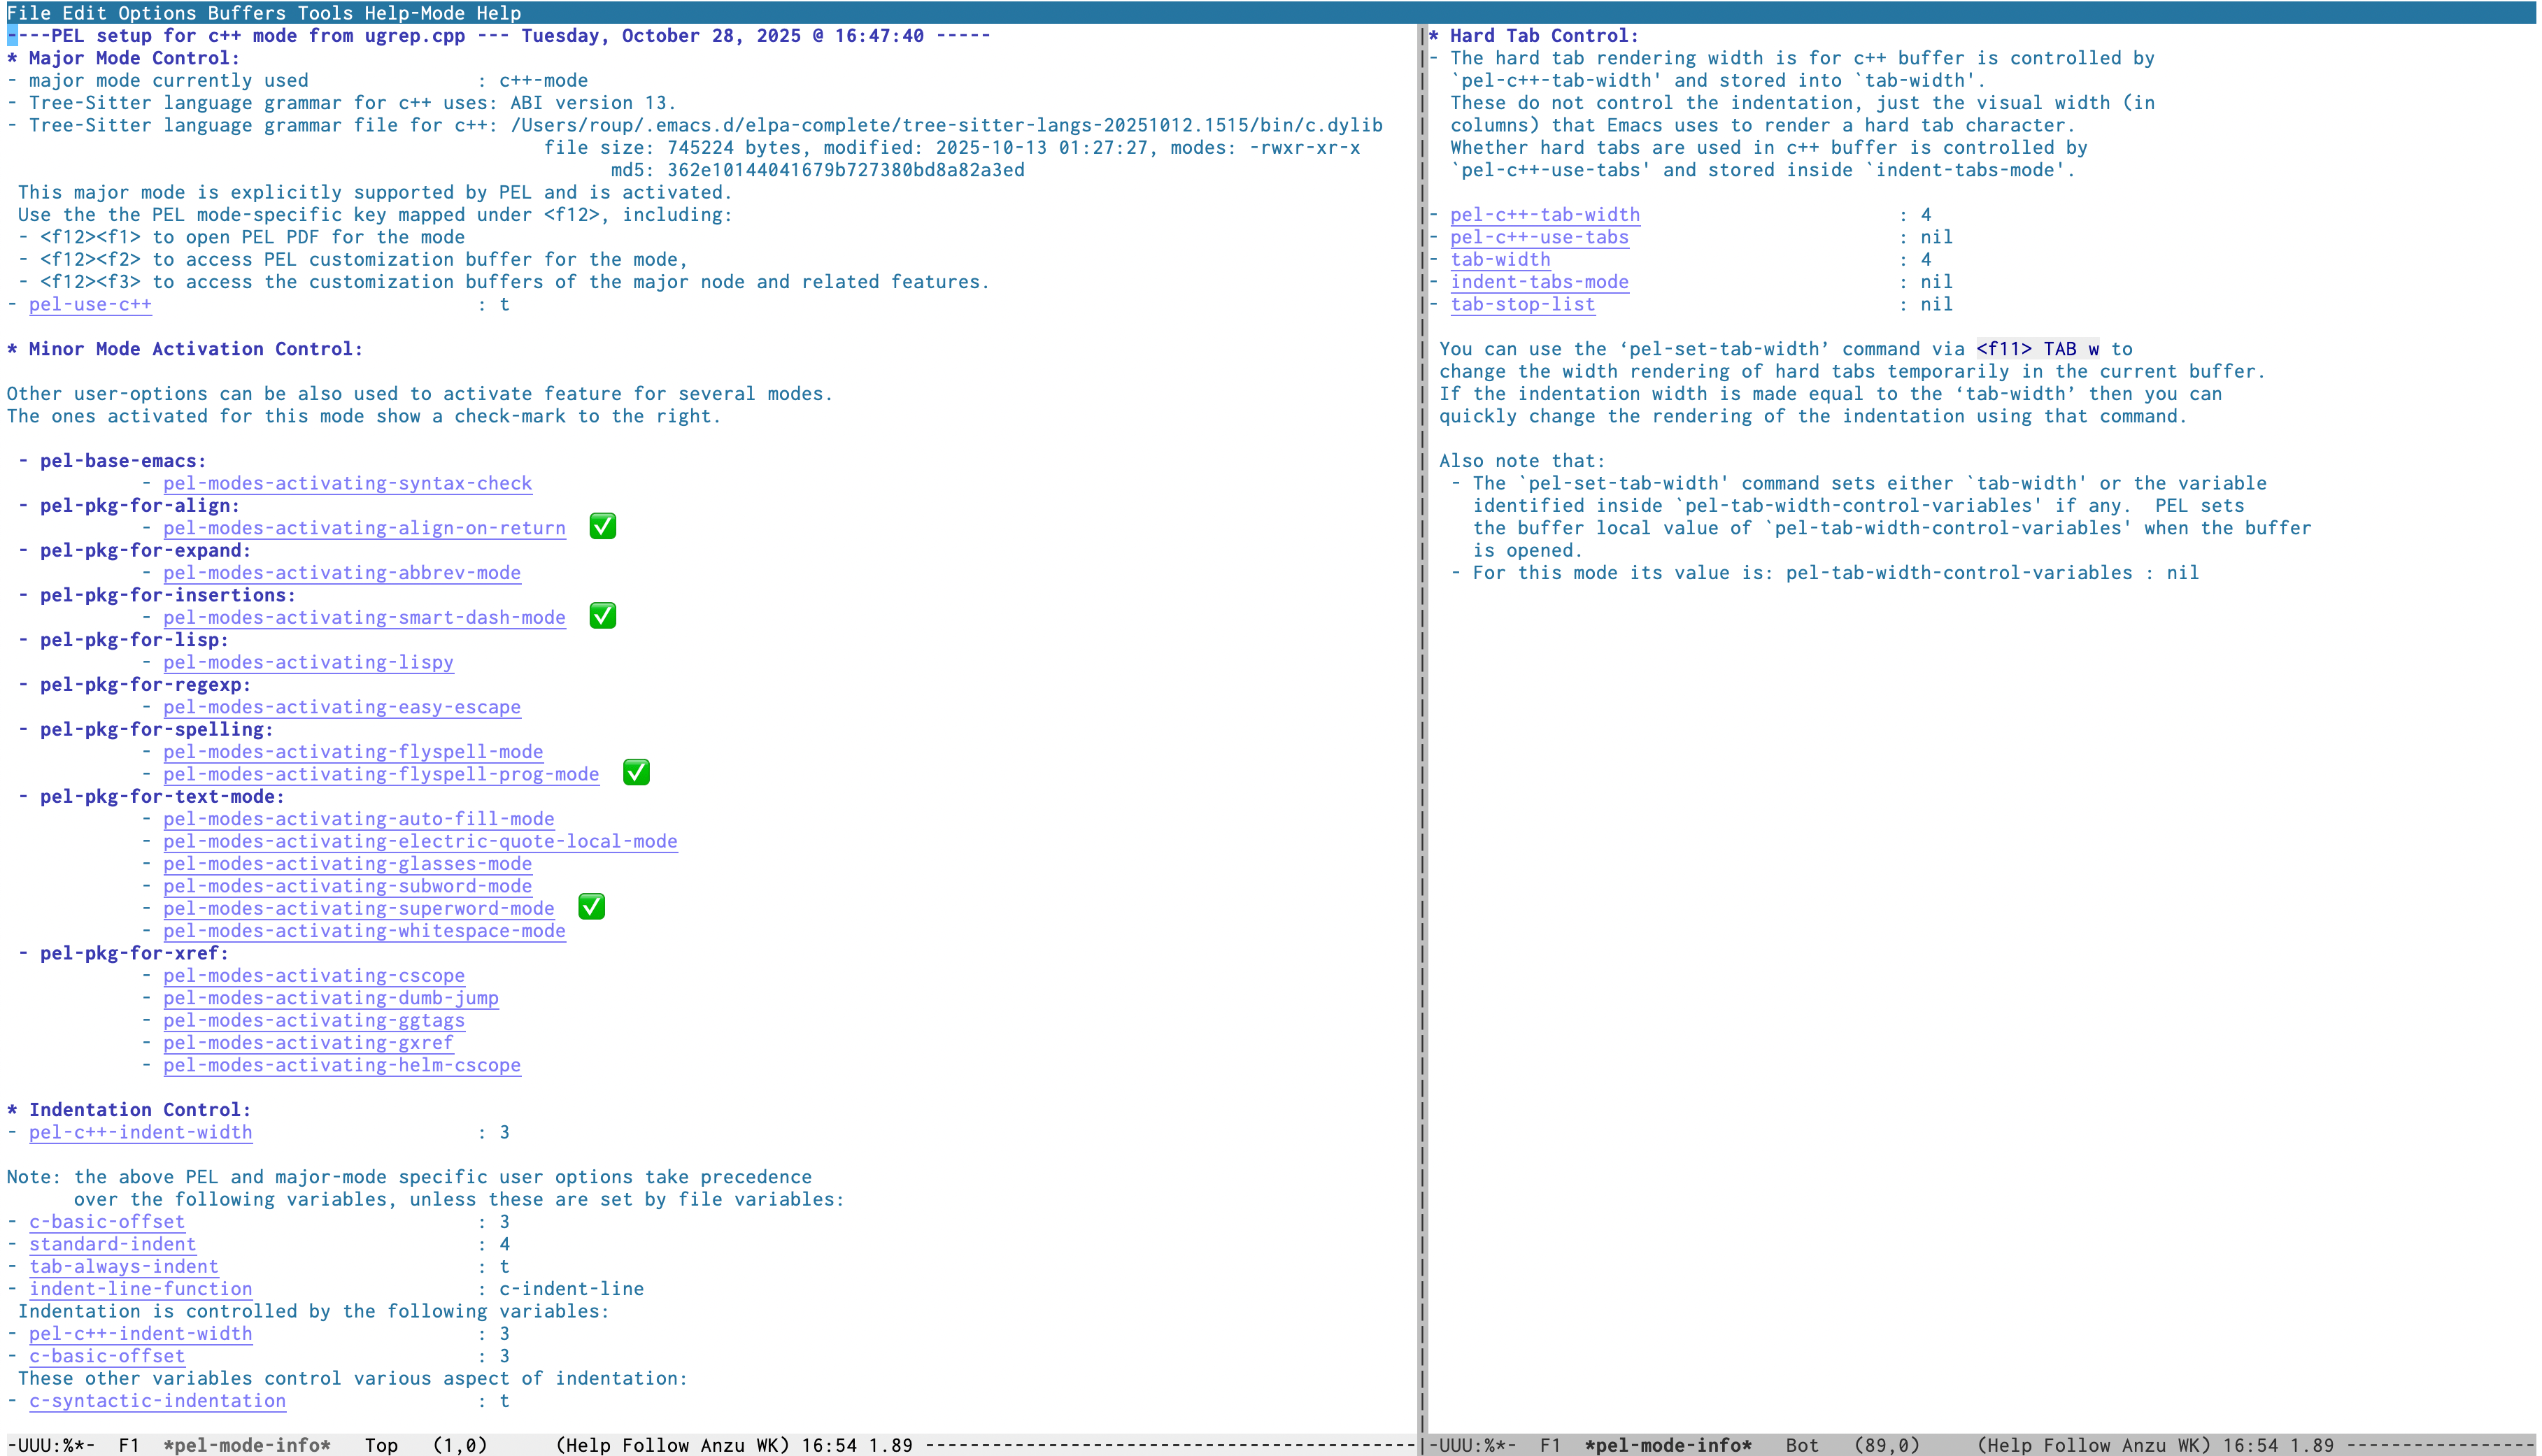 File Edit Options Buffers Tools Help-Mode Help
----PEL setup for c++ mode from ugrep.cpp --- Tuesday, October 28, 2025 @ 16:47:40 -----
* Major Mode Control:
- major mode currently used : c++-mode
- Tree-Sitter language grammar for c++ uses: ABI version 13.
- Tree-Sitter language grammar file for c++: /Users/roup/.emacs.d/elpa-complete/tree-sitter-langs-20251012.1515/bin/c.dylib
file size: 745224 bytes, modified: 2025-10-13 01:27:27, modes: -rwxr-xr-x
md5: 362e10144041679b727380bd8a82a3ed
This major mode is explicitly supported by PEL and is activated.
Use the the PEL mode-specific key mapped under <f12>, including:
- <f12><f1> to open PEL PDF for the mode
- <f12><f2> to access PEL customization buffer for the mode,
- <f12><f3> to access the customization buffers of the major node and related features.
- pel-use-c++ : t
* Minor Mode Activation Control:
Other user-options can be also used to activate feature for several modes.
The ones activated for this mode show a check-mark to the right.
- pel-base-emacs:
- pel-modes-activating-syntax-check
- pel-pkg-for-align:
- pel-modes-activating-align-on-return ✅
- pel-pkg-for-expand:
- pel-modes-activating-abbrev-mode
- pel-pkg-for-insertions:
- pel-modes-activating-smart-dash-mode ✅
- pel-pkg-for-lisp:
- pel-modes-activating-lispy
- pel-pkg-for-regexp:
- pel-modes-activating-easy-escape
- pel-pkg-for-spelling:
- pel-modes-activating-flyspell-mode
- pel-modes-activating-flyspell-prog-mode ✅
- pel-pkg-for-text-mode:
- pel-modes-activating-auto-fill-mode
- pel-modes-activating-electric-quote-local-mode
- pel-modes-activating-glasses-mode
- pel-modes-activating-subword-mode
- pel-modes-activating-superword-mode ✅
- pel-modes-activating-whitespace-mode
- pel-pkg-for-xref:
- pel-modes-activating-cscope
- pel-modes-activating-dumb-jump
- pel-modes-activating-ggtags
- pel-modes-activating-gxref
- pel-modes-activating-helm-cscope
* Indentation Control:
- pel-c++-indent-width : 3
Note: the above PEL and major-mode specific user options take precedence
over the following variables, unless these are set by file variables:
- c-basic-offset : 3
- standard-indent : 4
- tab-always-indent : t
- indent-line-function : c-indent-line
Indentation is controlled by the following variables:
- pel-c++-indent-width : 3
- c-basic-offset : 3
These other variables control various aspect of indentation:
- c-syntactic-indentation : t
-UUU:%*- F1 *pel-mode-info* Top (1,0) (Help Follow Anzu WK) 16:54 1.89 --------------------------------------------
* Hard Tab Control:
- The hard tab rendering width is for c++ buffer is controlled by
`pel-c++-tab-width' and stored into `tab-width'.
These do not control the indentation, just the visual width (in
columns) that Emacs uses to render a hard tab character.
Whether hard tabs are used in c++ buffer is controlled by
`pel-c++-use-tabs' and stored inside `indent-tabs-mode'.
- pel-c++-tab-width : 4
- pel-c++-use-tabs : nil
- tab-width : 4
- indent-tabs-mode : nil
- tab-stop-list : nil
You can use the ‘pel-set-tab-width’ command via <f11> TAB w to
change the width rendering of hard tabs temporarily in the current buffer.
If the indentation width is made equal to the ‘tab-width’ then you can
quickly change the rendering of the indentation using that command.
Also note that:
- The `pel-set-tab-width' command sets either `tab-width' or the variable
identified inside `pel-tab-width-control-variables' if any. PEL sets
the buffer local value of `pel-tab-width-control-variables' when the buffer
is opened.
- For this mode its value is: pel-tab-width-control-variables : nil
-UUU:%*- F1 *pel-mode-info* Bot (89,0) (Help Follow Anzu WK) 16:54 1.89 -----------------